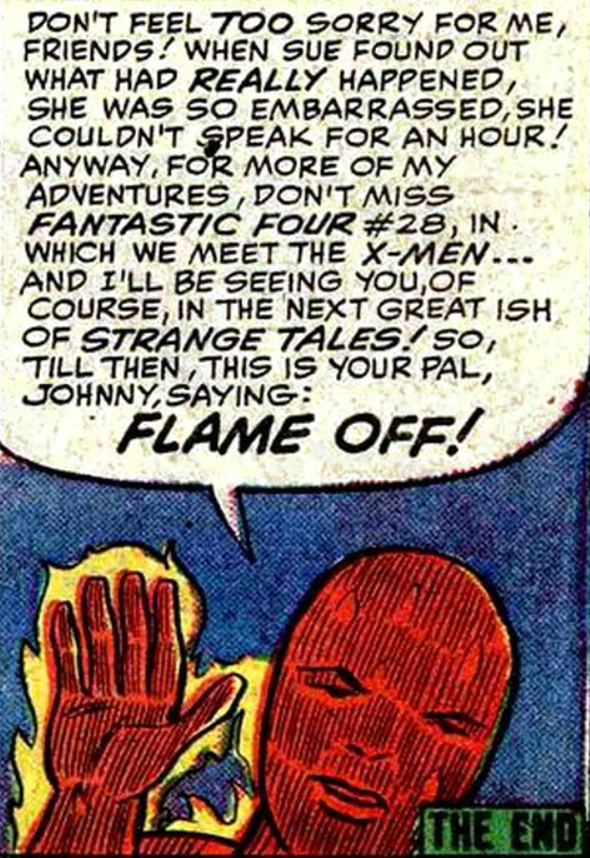 DON'T FEEL TOO SORRY FOR ME,
FRIENDS! WHEN SUE FOUND OUT
WHAT HAD REALLY HAPPENED,
SHE WAS SO EMBARRASSED, SHE
COULDN'T SPEAK FOR AN HOUR!
ANYWAY, FOR MORE OF MY
ADVENTURES, DON'T MISS
FANTASTIC FOUR #28, IN
WHICH WE MEET THE X-MEN...
AND I'LL BE SEEING YOU, OF
COURSE, IN THE NEXT GREAT ISH
OF STRANGE TALES! SO,
TILL THEN, THIS IS YOUR PAL,
JOHNNY, SAYING:
FLAME OFF!
THE END